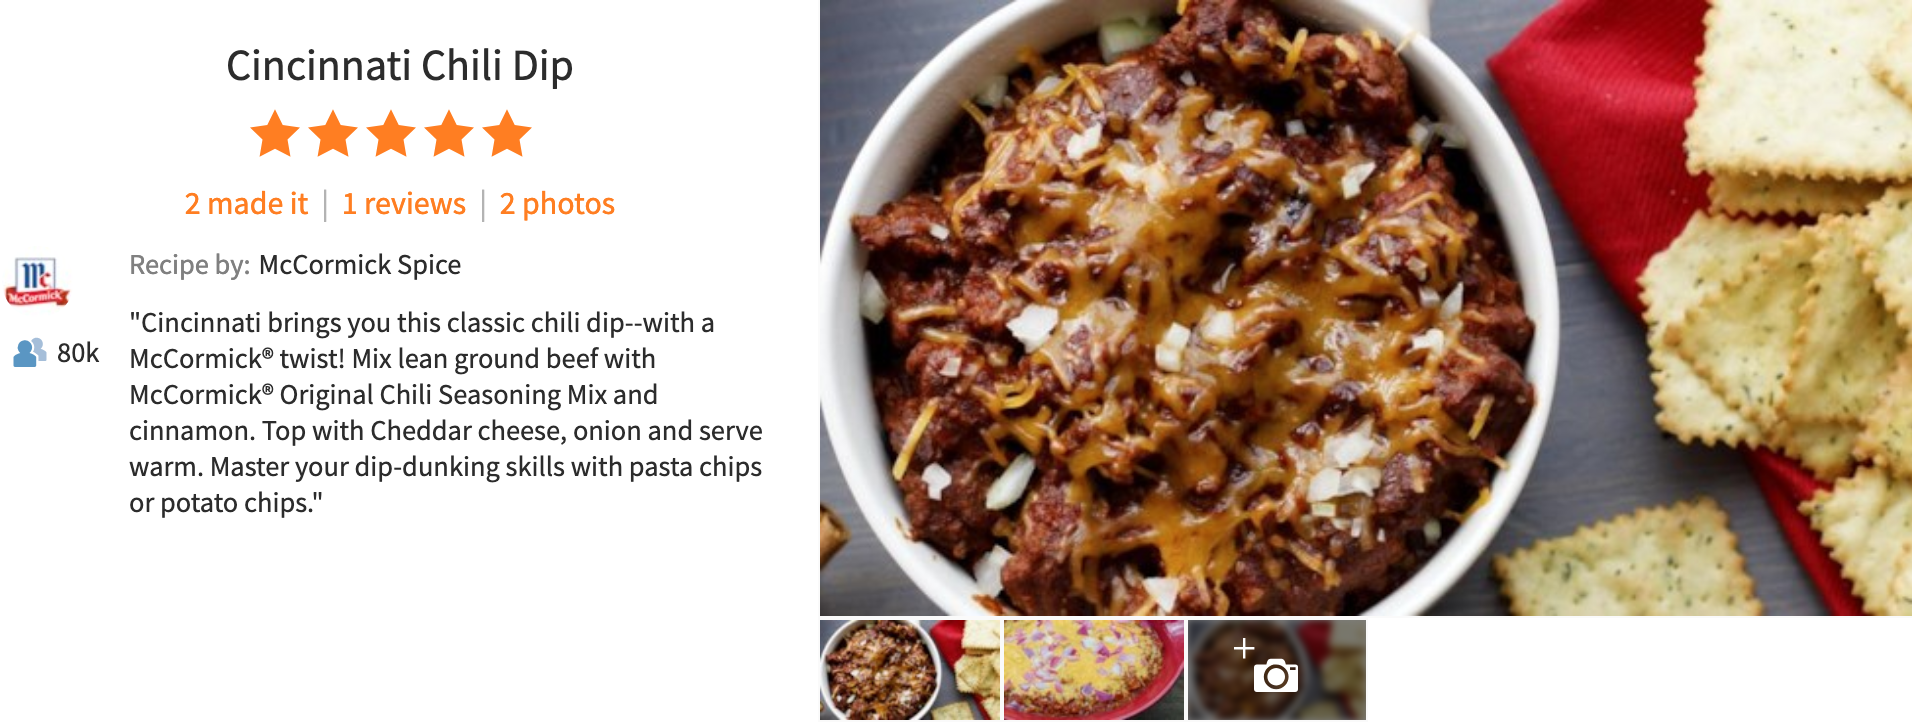 Cincinnati Chili Dip
2 made it | 1 reviews | 2 photos
Recipe by: McCormick Spice
Mc
McCormick
80k
"Cincinnati brings you this classic chili dip--with a
McCormick® twist! Mix lean ground beef with
McCormick® Original Chili Seasoning Mix and
cinnamon. Top with Cheddar cheese, onion and serve
warm. Master your dip-dunking skills with pasta chips
or potato chips."